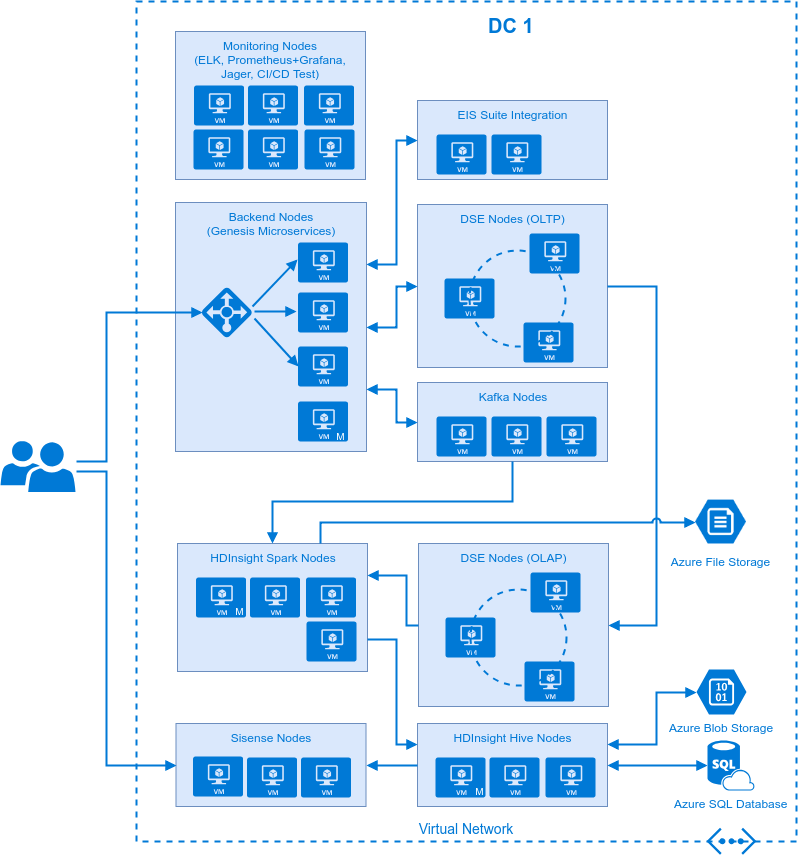 DC 1
Monitoring Nodes
(ELK, Prometheus+Grafana,
Jager, CI/CD Test)
VM
VM
VM
VM
VM
VM
EIS Suite Integration
VM
VM
Backend Nodes
(Genesis Microservices)
VM
VM
VM
VM
M
DSE Nodes (OLTP)
VM
VM
VM
Kafka Nodes
VM
VM
VM
Azure File Storage
HDInsight Spark Nodes
VM
M
VM
VM
VM
DSE Nodes (OLAP)
VM
VM
VM
10
01
Azure Blob Storage
Sisense Nodes
VM
VM
VM
HDInsight Hive Nodes
VM
M
VM
VM
SQL
Azure SQL Database
Virtual Network